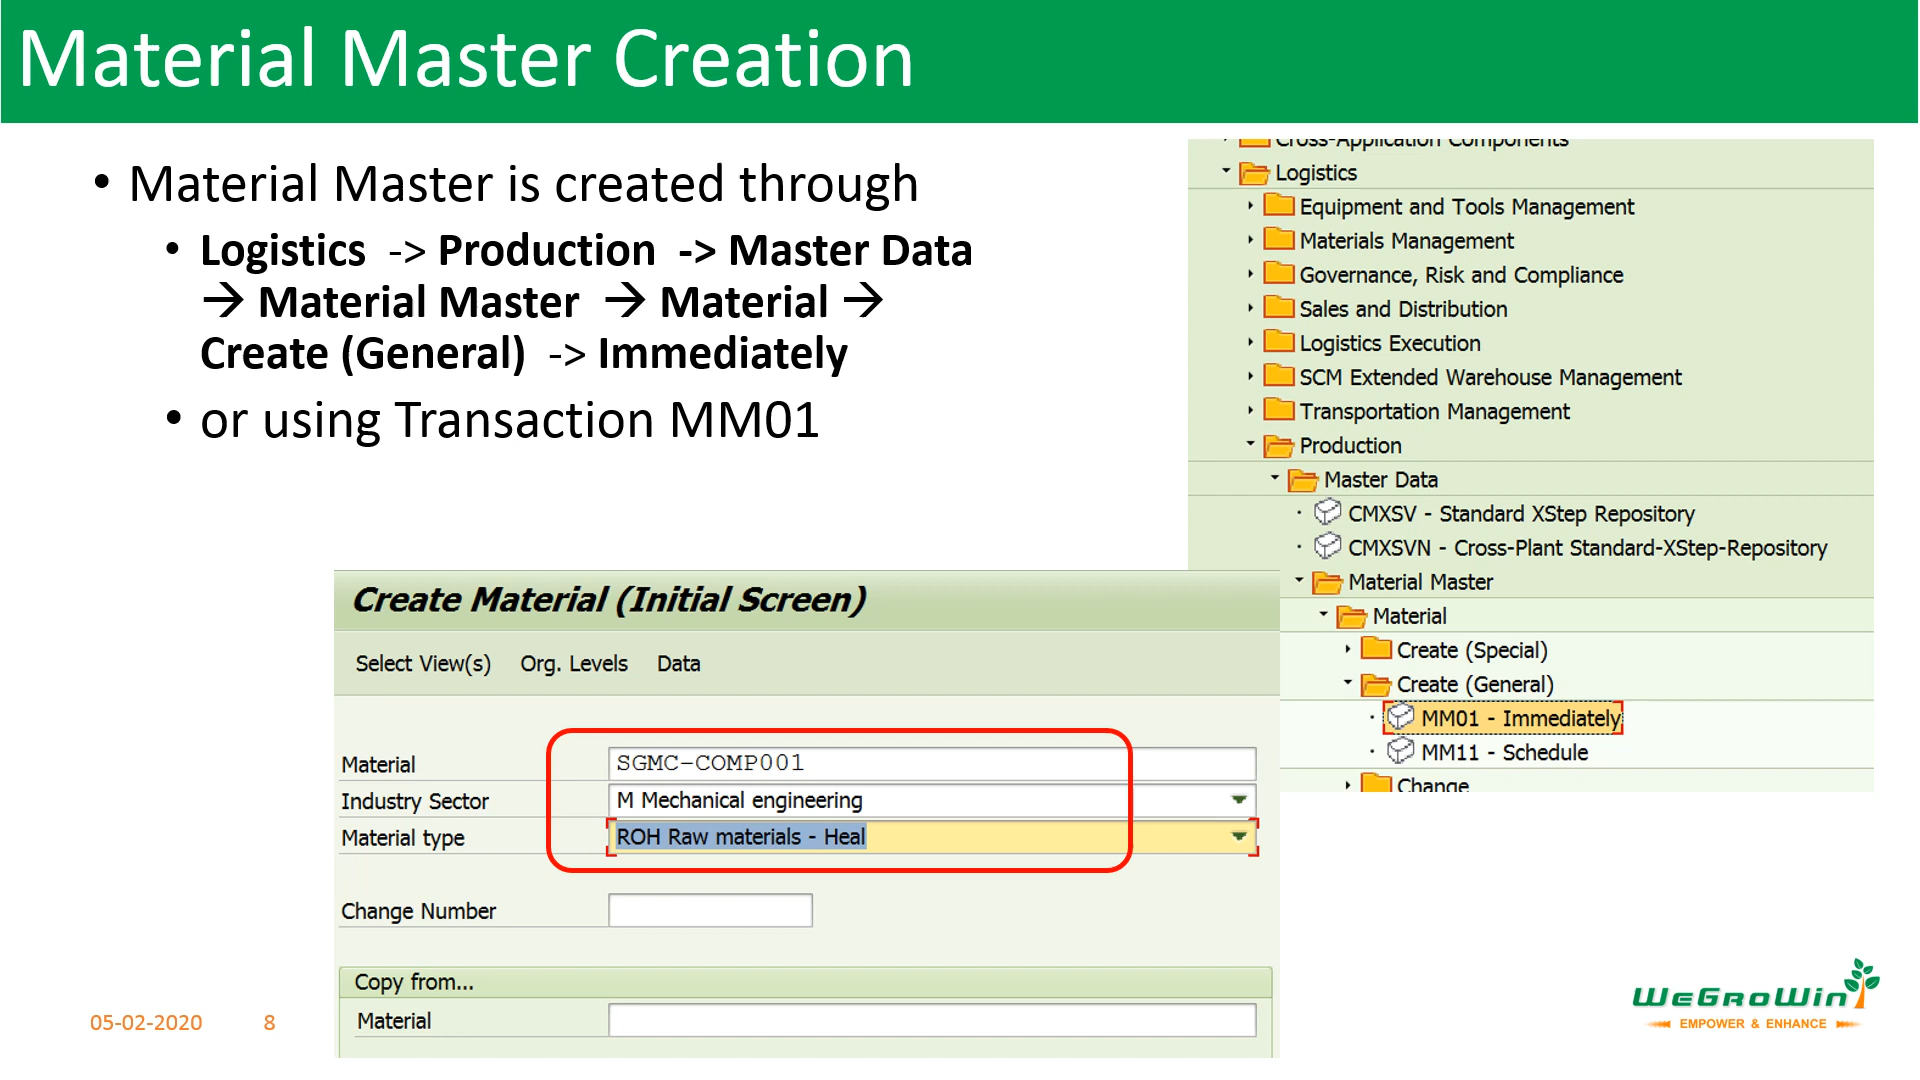 Material Master Creation
• Material Master is created through
• Logistics -> Production -> Master Data
→ Material Master → Material →
Create (General) -> Immediately
• or using Transaction MM01
Cross-Application Components
Logistics
Equipment and Tools Management
Materials Management
Governance, Risk and Compliance
Sales and Distribution
Logistics Execution
SCM Extended Warehouse Management
Transportation Management
Production
Master Data
CMXSV - Standard XStep Repository
CMXSVN - Cross-Plant Standard-XStep-Repository
Material Master
Material
Create (Special)
Create (General)
MM01 - Immediately
MM11 - Schedule
Change
Create Material (Initial Screen)
Select View(s) Org. Levels Data
Material SGMC-COMP001
Industry Sector M Mechanical engineering
Material type ROH Raw materials - Heal
Change Number
Copy from...
Material
05-02-2020 8
WeGroWin
EMPOWER & ENHANCE